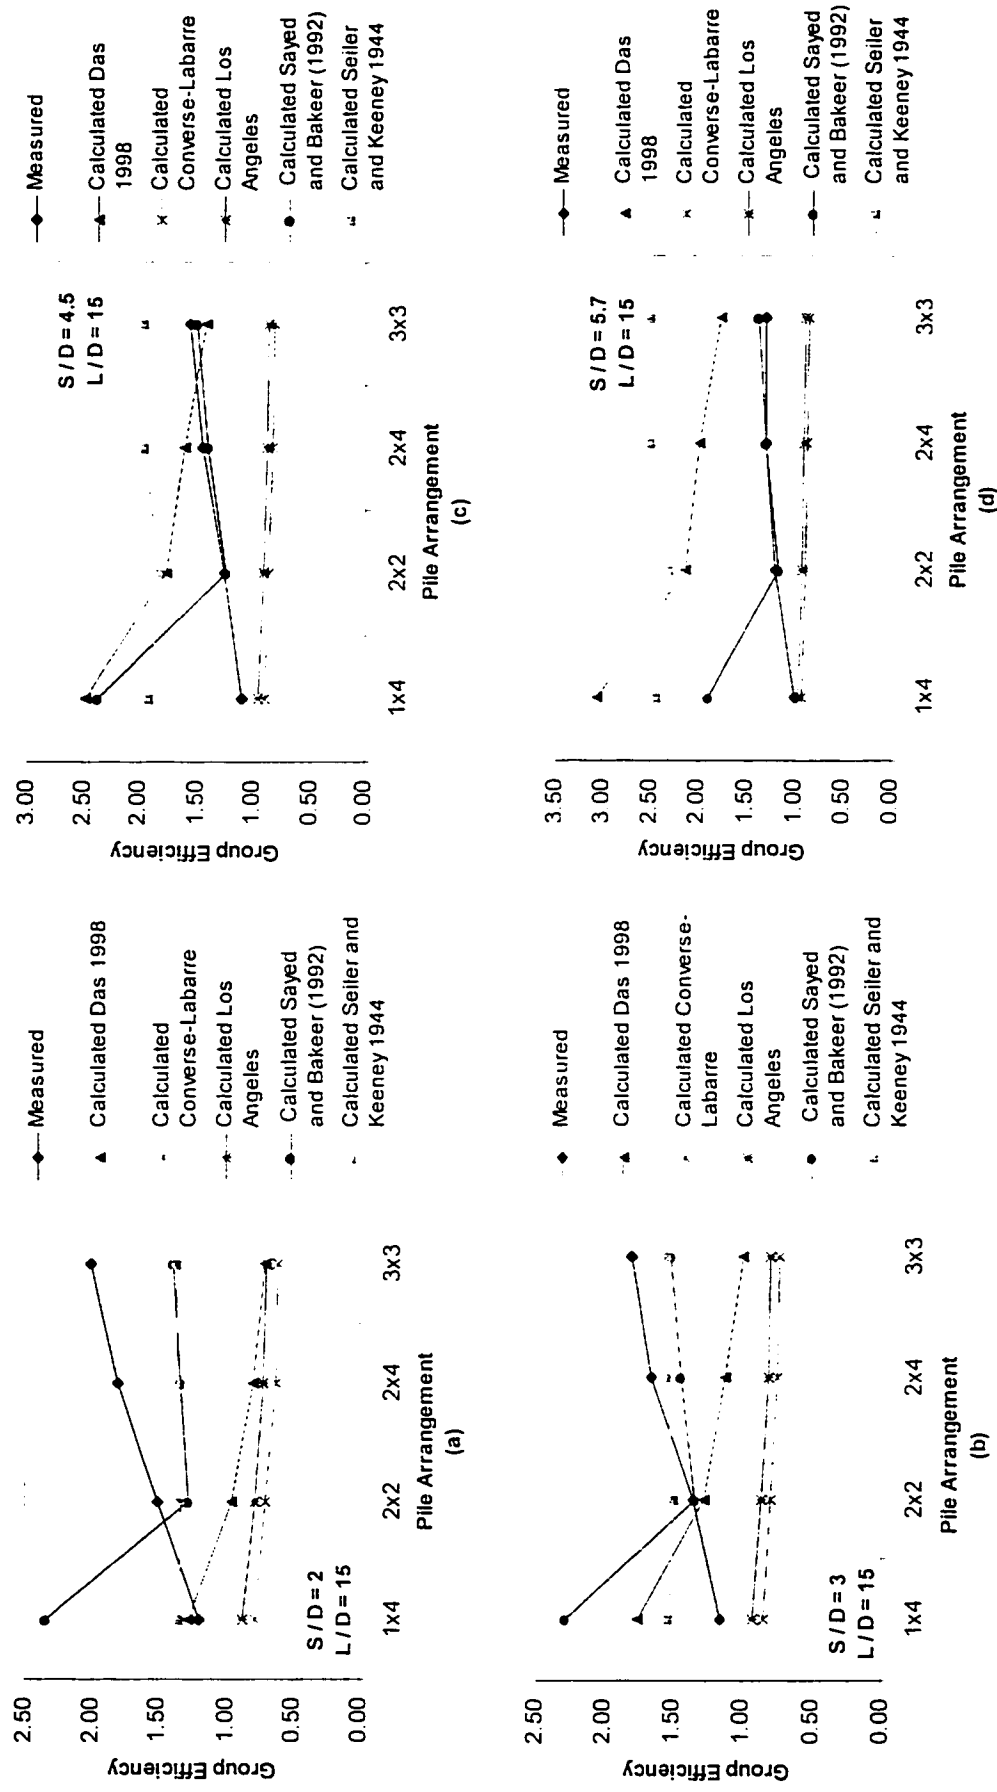 2.50
2.00
1.50
1.00
0.50
0.00
Group Efficiency
S / D = 2
L / D = 15
1x4
2x2
2x4
3x3
Pile Arrangement
(a)
Measured
Calculated Das 1998
Calculated
Converse-Labarre
Calculated Los
Angeles
Calculated Sayed
and Bakeer (1992)
Calculated Seiler and
Keeney 1944
3.00
2.50
2.00
1.50
1.00
0.50
0.00
Group Efficiency
S / D = 4.5
L / D = 15
1x4
2x2
2x4
3x3
Pile Arrangement
(c)
Measured
Calculated Das
1998
Calculated
Converse-Labarre
Calculated Los
Angeles
Calculated Sayed
and Bakeer (1992)
Calculated Seiler
and Keeney 1944
2.50
2.00
1.50
1.00
0.50
0.00
Group Efficiency
S / D = 3
L / D = 15
1x4
2x2
2x4
3x3
Pile Arrangement
(b)
Measured
Calculated Das 1998
Calculated Converse-
Labarre
Calculated Los
Angeles
Calculated Sayed
and Bakeer (1992)
Calculated Seiler and
Keeney 1944
3.50
3.00
2.50
2.00
1.50
1.00
0.50
0.00
Group Efficiency
S / D = 5.7
L / D = 15
1x4
2x2
2x4
3x3
Pile Arrangement
(d)
Measured
Calculated Das
1998
Calculated
Converse-Labarre
Calculated Los
Angeles
Calculated Sayed
and Bakeer (1992)
Calculated Seiler
and Keeney 1944